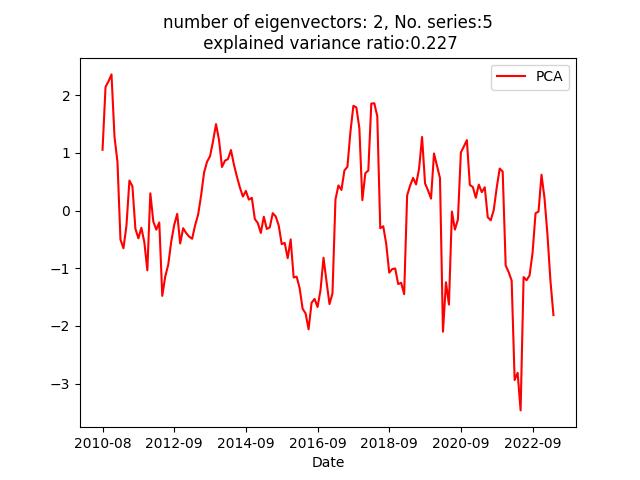 number of eigenvectors: 2, No. series:5
explained variance ratio:0.227
PCA
2
1
0
−1
−2
−3
2010-08 2012-09 2014-09 2016-09 2018-09 2020-09 2022-09
Date